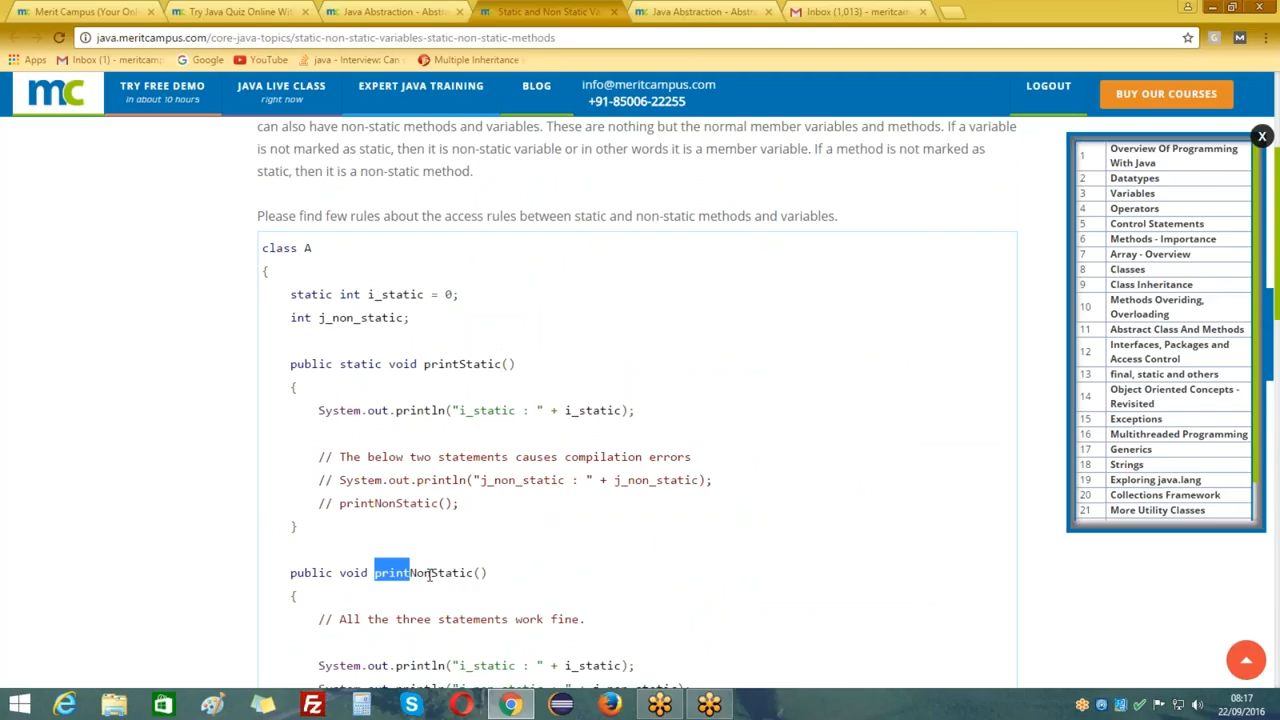 Merit Campus (Your Onl
Try Java Quiz Online Wit
Java Abstraction - Abstra
Static and Non Static Va
Java Abstraction - Abstra
Inbox (1,013) - meritcam
java.meritcampus.com/core-java-topics/static-non-static-variables-static-non-static-methods
Apps
Inbox (1) - meritcamp
Google
YouTube
java - Interview: Can
Multiple Inheritance
mc
TRY FREE DEMO
in about 10 hours
JAVA LIVE CLASS
right now
EXPERT JAVA TRAINING
BLOG
info@meritcampus.com
+91-85006-22255
LOGOUT
BUY OUR COURSES
can also have non-static methods and variables. These are nothing but the normal member variables and methods. If a variable
is not marked as static, then it is non-static variable or in other words it is a member variable. If a method is not marked as
static, then it is a non-static method.
Please find few rules about the access rules between static and non-static methods and variables.
class A
{
static int i_static = 0;
int j_non_static;
public static void printStatic()
{
System.out.println("i_static : " + i_static);
// The below two statements causes compilation errors
// System.out.println("j_non_static : " + j_non_static);
// printNonStatic();
}
public void printNonStatic()
{
// All the three statements work fine.
System.out.println("i_static : " + i_static);
X
1 Overview Of Programming
With Java
2 Datatypes
3 Variables
4 Operators
5 Control Statements
6 Methods - Importance
7 Array - Overview
8 Classes
9 Class Inheritance
10 Methods Overiding,
Overloading
11 Abstract Class And Methods
12 Interfaces, Packages and
Access Control
13 final, static and others
14 Object Oriented Concepts -
Revisited
15 Exceptions
16 Multithreaded Programming
17 Generics
18 Strings
19 Exploring java.lang
20 Collections Framework
21 More Utility Classes
08:17
22/09/2016